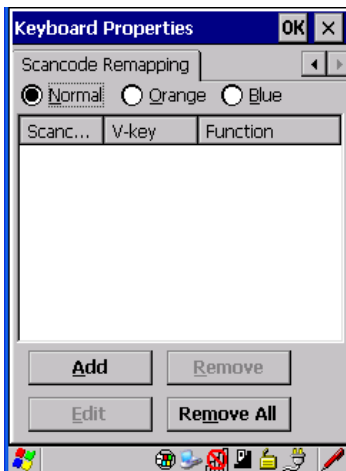 Keyboard Properties OK ×
Scancode Remapping
Normal Orange Blue
Scanc... V-key Function
Add Remove
Edit Remove All